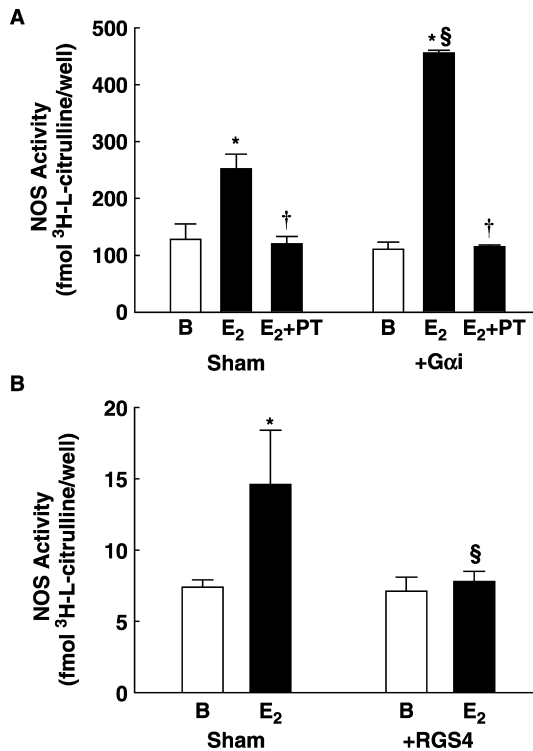 A
NOS Activity
(fmol ³H-L-citrulline/well)
500
400
300
200
100
0
*
†
* §
†
B E₂ E₂+PT B E₂ E₂+PT
Sham +Gαi
B
NOS Activity
(fmol ³H-L-citrulline/well)
20
15
10
5
0
*
§
B E₂ B E₂
Sham +RGS4